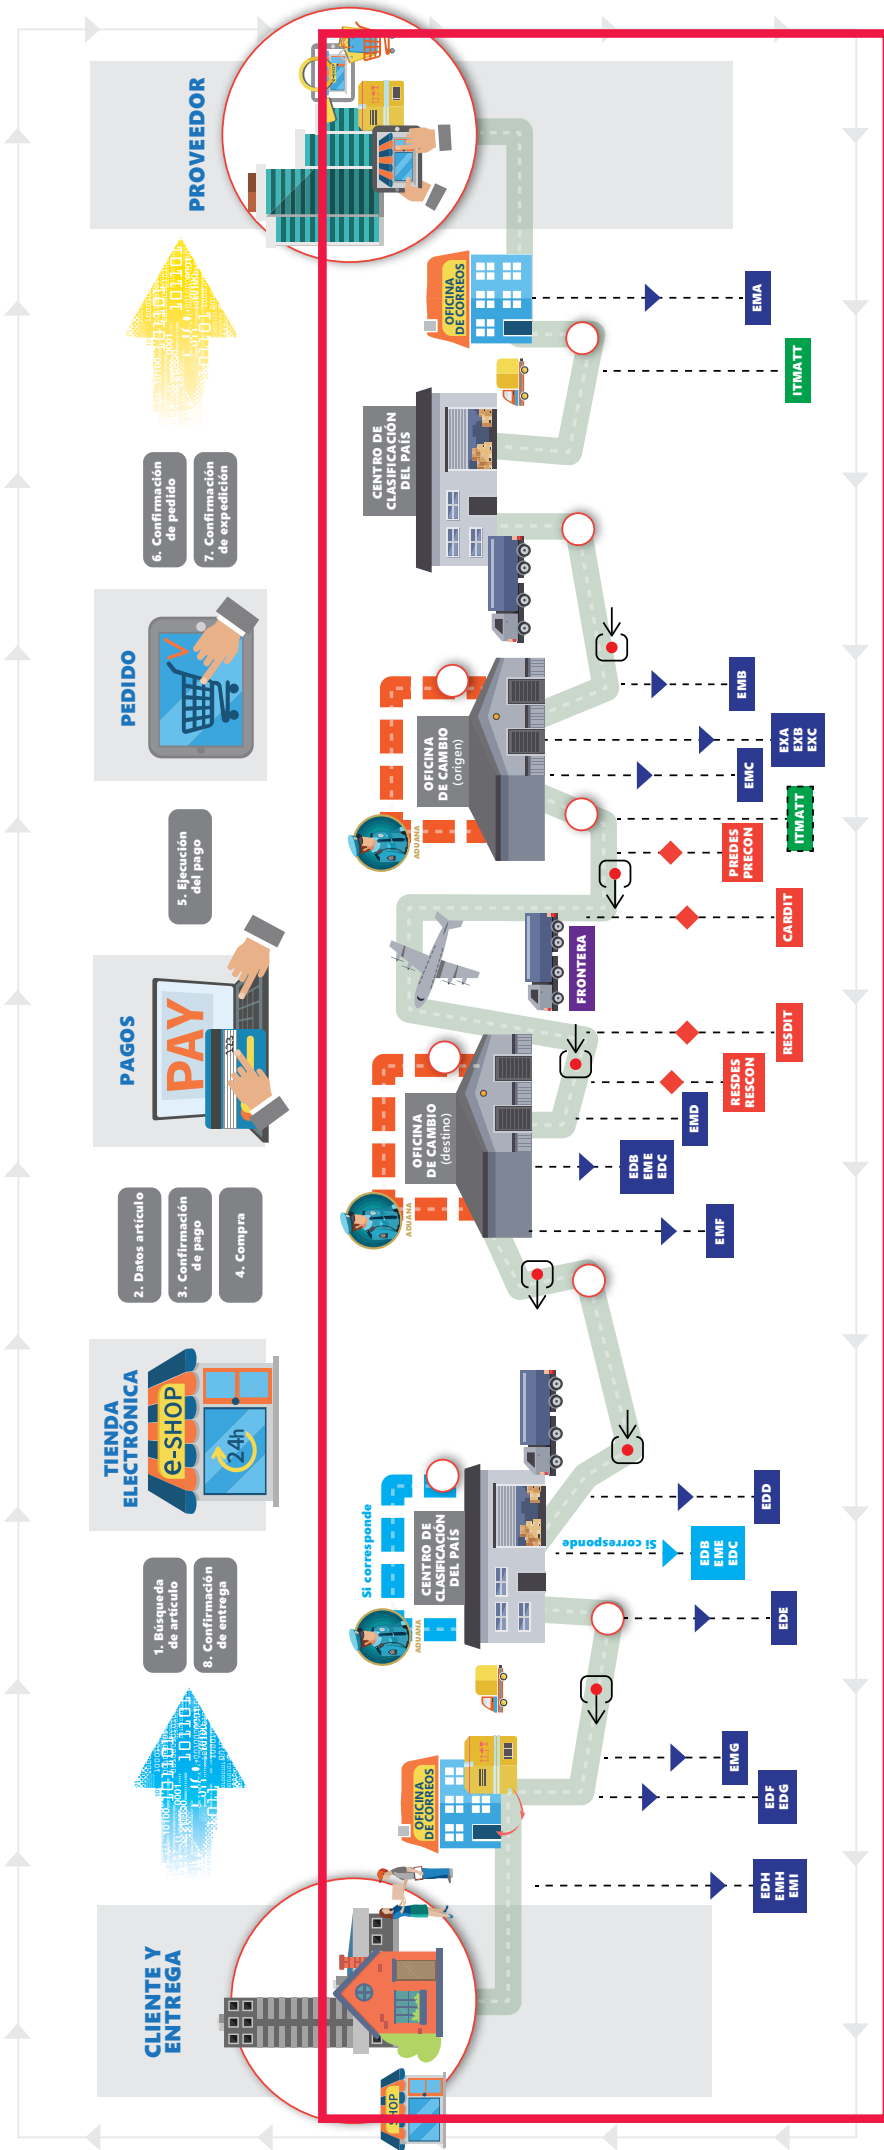 CLIENTE Y
ENTREGA
1. Búsqueda
de artículo
8. Confirmación
de entrega
TIENDA
ELECTRÓNICA
e-SHOP
24h
2. Datos artículo
3. Confirmación
de pago
4. Compra
PAGOS
PAY
5. Ejecución
del pago
PEDIDO
6. Confirmación
de pedido
7. Confirmación
de expedición
PROVEEDOR
SHOP
OFICINA
DE CORREOS
ADUANA
Si corresponde
CENTRO DE
CLASIFICACIÓN
DEL PAÍS
ADUANA
OFICINA
DE CAMBIO
(destino)
FRONTERA
ADUANA
OFICINA
DE CAMBIO
(origen)
CENTRO DE
CLASIFICACIÓN
DEL PAÍS
OFICINA
DE CORREOS
EDH
EMH
EMI
EDF
EDG
EMG
EDE
Si corresponde
EDB
EME
EDC
EDD
EMF
EDB
EME
EDC
EMD
RESDES
RESCON
RESDIT
CARDIT
PREDES
PRECON
ITMATT
EMC
EXA
EXB
EXC
EMB
ITMATT
EMA